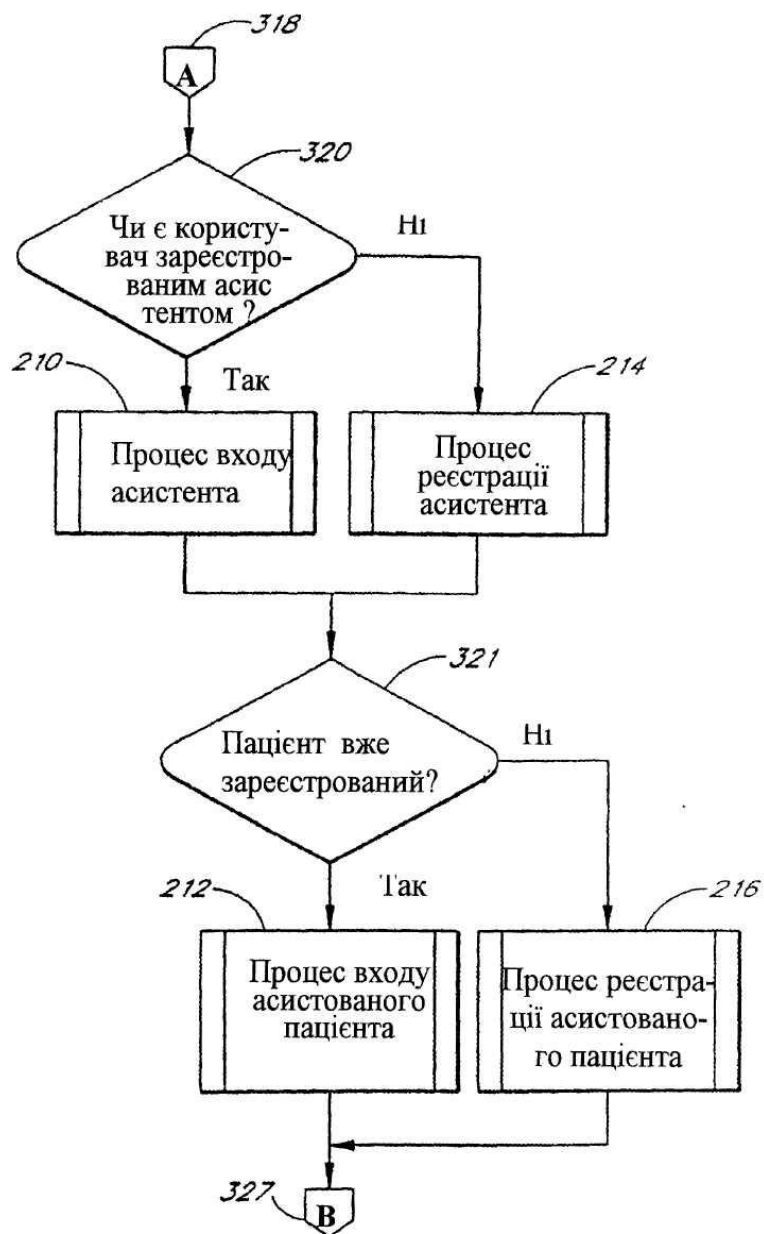 318
A
320
Чи є користу-
вач зареєстро-
ваним асис
тентом ?
Ні
210
Так
214
Процес входу
асистента
Процес
реєстрації
асистента
321
Пацієнт вже
зареєстрований?
Ні
212
Так
216
Процес входу
асистованого
пацієнта
Процес реєстра-
ції асистовано-
го пацієнта
327
B